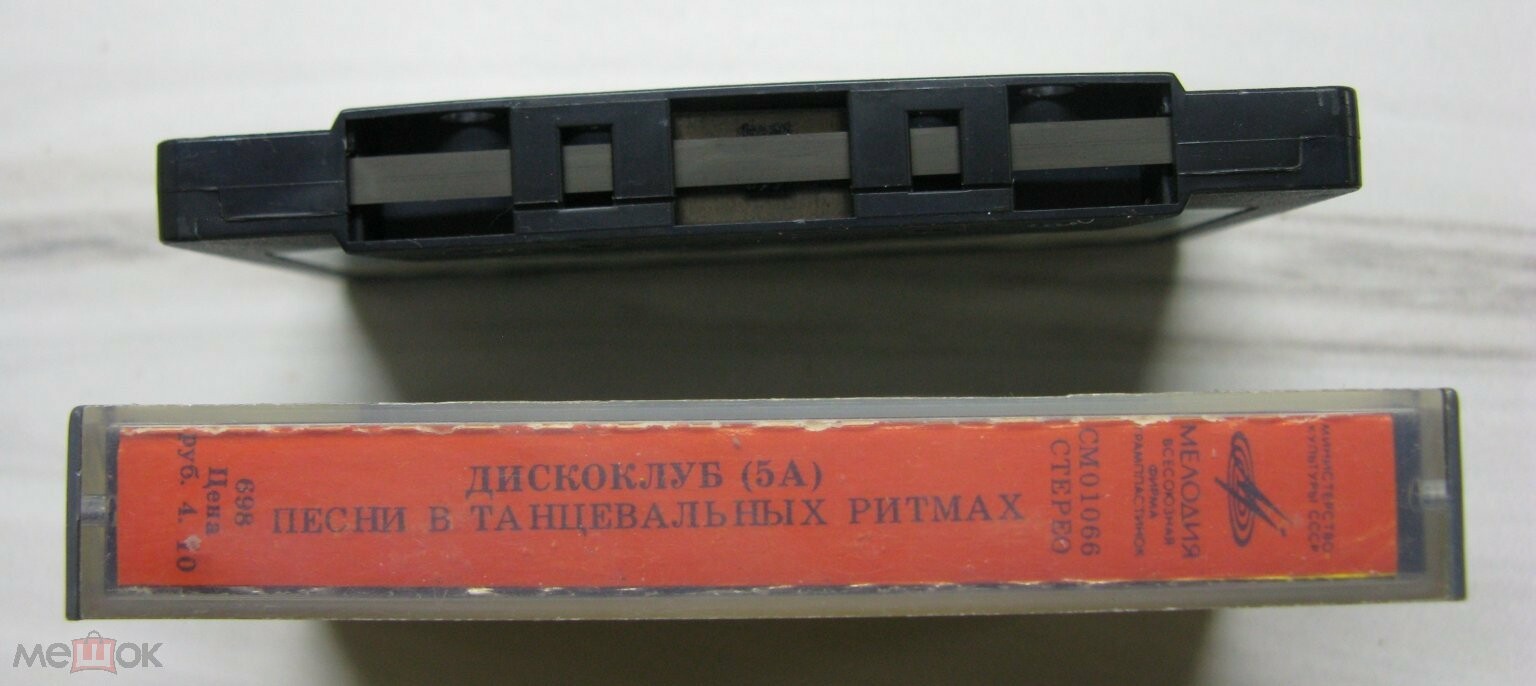 698
Цена
руб. 4. 10
ДИСКОКЛУБ (5А)
ПЕСНИ В ТАНЦЕВАЛЬНЫХ РИТМАХ
СМ01066
СТЕРЕО
МЕЛОДИЯ
ВСЕСОЮЗНАЯ
ФИРМА
ГРАМПЛАСТИНОК
МИНИСТЕРСТВО
КУЛЬТУРЫ СССР
мешок